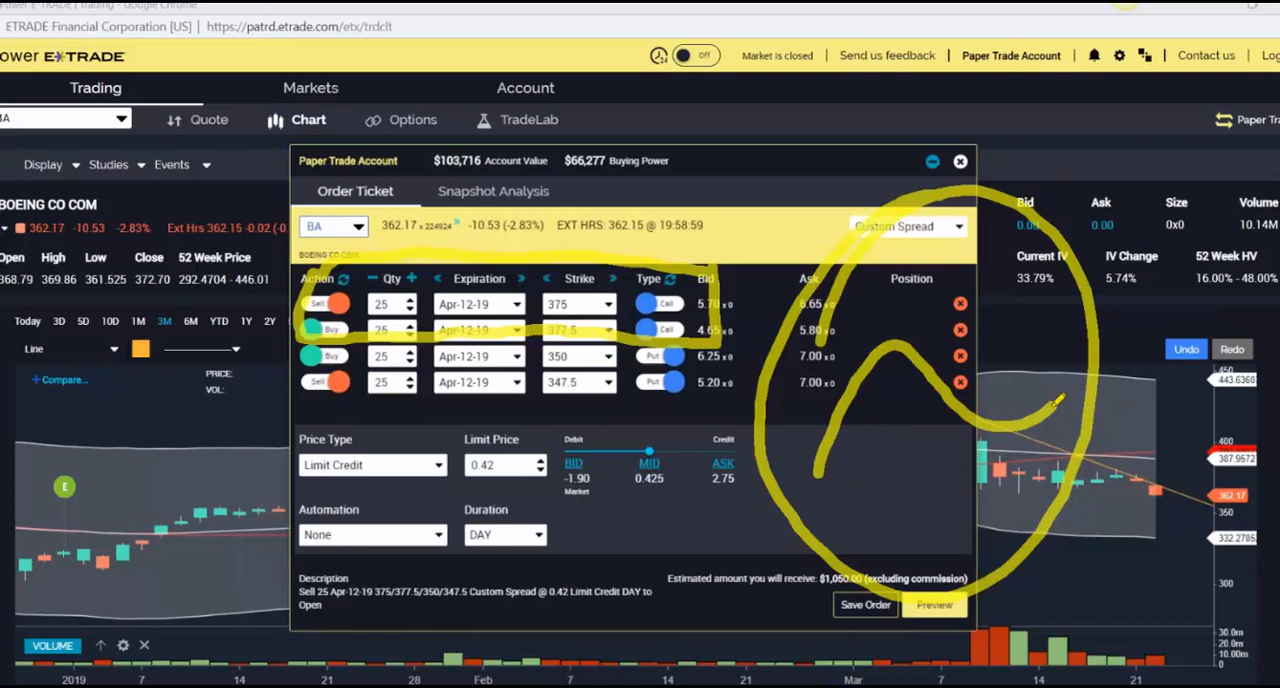 Power E*TRADE | Trading - Google Chrome
ETRADE Financial Corporation [US] | https://patrd.etrade.com/etx/trdclt
ower E*TRADE Off Market is closed | Send us feedback | Paper Trade Account | | Contact us |
Trading Markets Account
Quote Chart Options TradeLab
Display Studies Events
BOEING CO COM
362.17 -10.53 -2.83% Ext Hrs 362.15 -0.02
Open High Low Close 52 Week Price
368.79 369.86 361.525 372.70 292.4704 - 446.01
Today 3D 5D 10D 1M 3M 6M YTD 1Y 2Y
Line
+Compare...
PRICE:
VOL:
E
Paper Trade Account $103,716 Account Value $66,277 Buying Power
Order Ticket Snapshot Analysis
BA 362.17 x 224924 -10.53 (-2.83%) EXT HRS: 362.15 @ 19:58:59 Custom Spread
BOEING CO COM
Action Qty Expiration Strike Type Bid Ask Position
Sell 25 Apr-12-19 375 Call 5.70 x 0 6.65 x 0
Buy 25 Apr-12-19 377.5 Call 4.65 x 0 5.80 x 0
Buy 25 Apr-12-19 350 Put 6.25 x 0 7.00 x 0
Sell 25 Apr-12-19 347.5 Put 5.20 x 0 7.00 x 0
Price Type Limit Price Debit Credit
Limit Credit 0.42 BID MID ASK
-1.90 0.425 2.75
Market
Automation Duration
None DAY
Description
Sell 25 Apr-12-19 375/377.5/350/347.5 Custom Spread @ 0.42 Limit Credit DAY to
Open
Estimated amount you will receive: $1,050.00 (excluding commission)
Save Order Preview
Bid Ask Size Volume
0.00 0.00 0x0 10.14M
Current IV IV Change 52 Week HV
33.79% 5.74% 16.00% - 48.00%
Undo Redo
450
443.6360
400
387.9572
362.17
350
332.2785
300
VOLUME
30.0m
20.0m
10.00m
0
2019 7 14 21 28 Feb 7 14 21 Mar 7 14 21